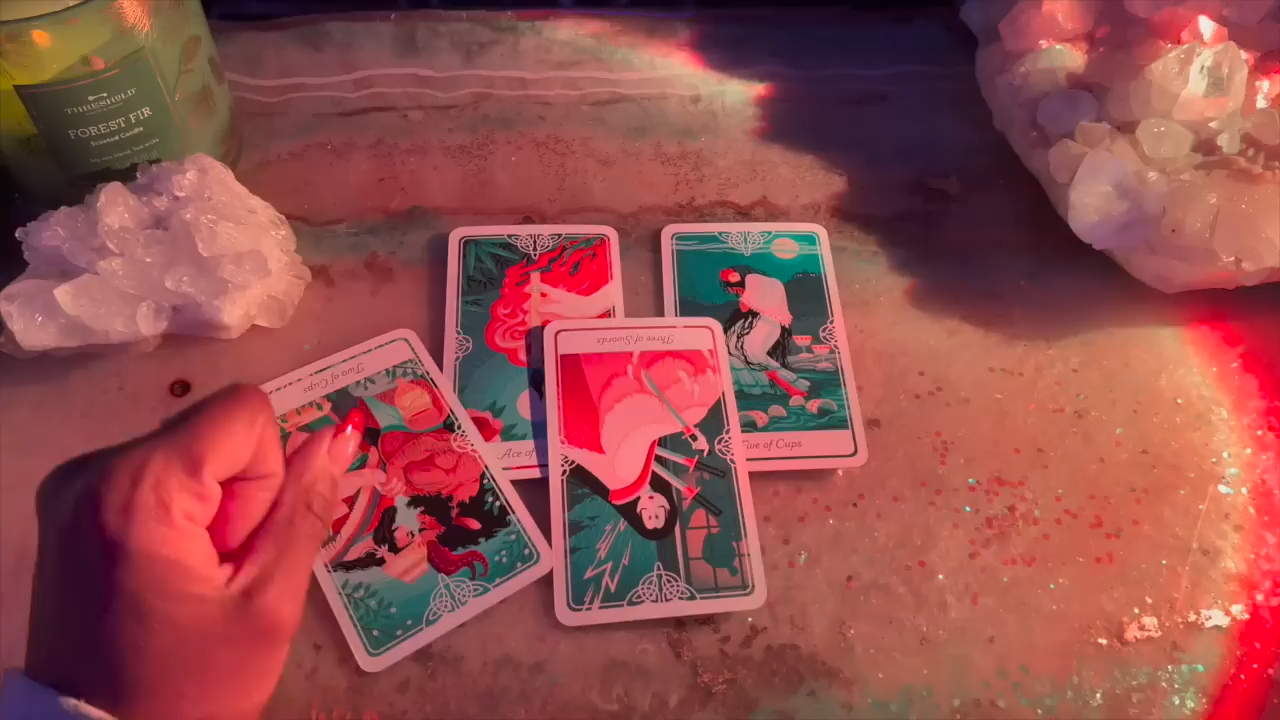 THRESHOLD
FOREST FIR
Scented Candle
Two of Cups
Three of Swords
Ace of
Five of Cups